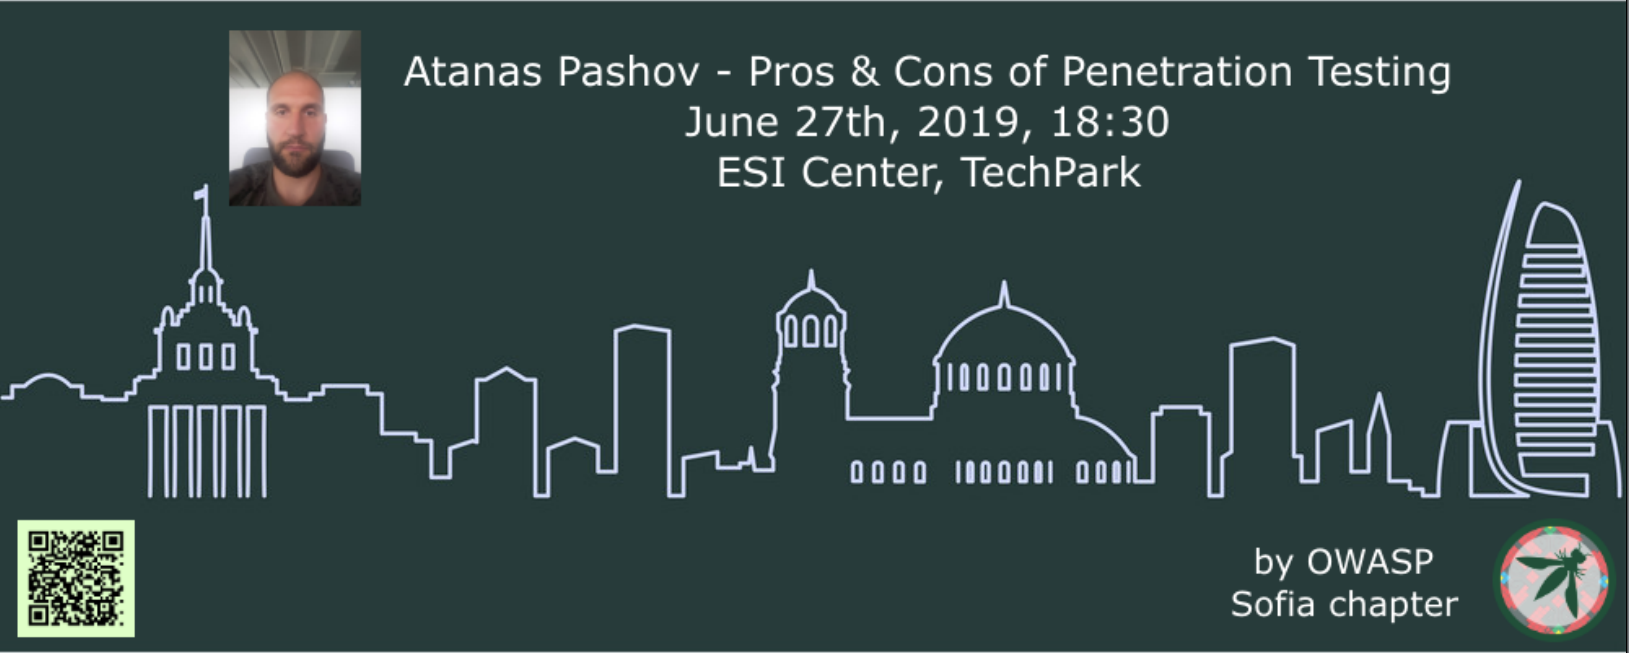 Atanas Pashov - Pros & Cons of Penetration Testing
June 27th, 2019, 18:30
ESI Center, TechPark
by OWASP
Sofia chapter